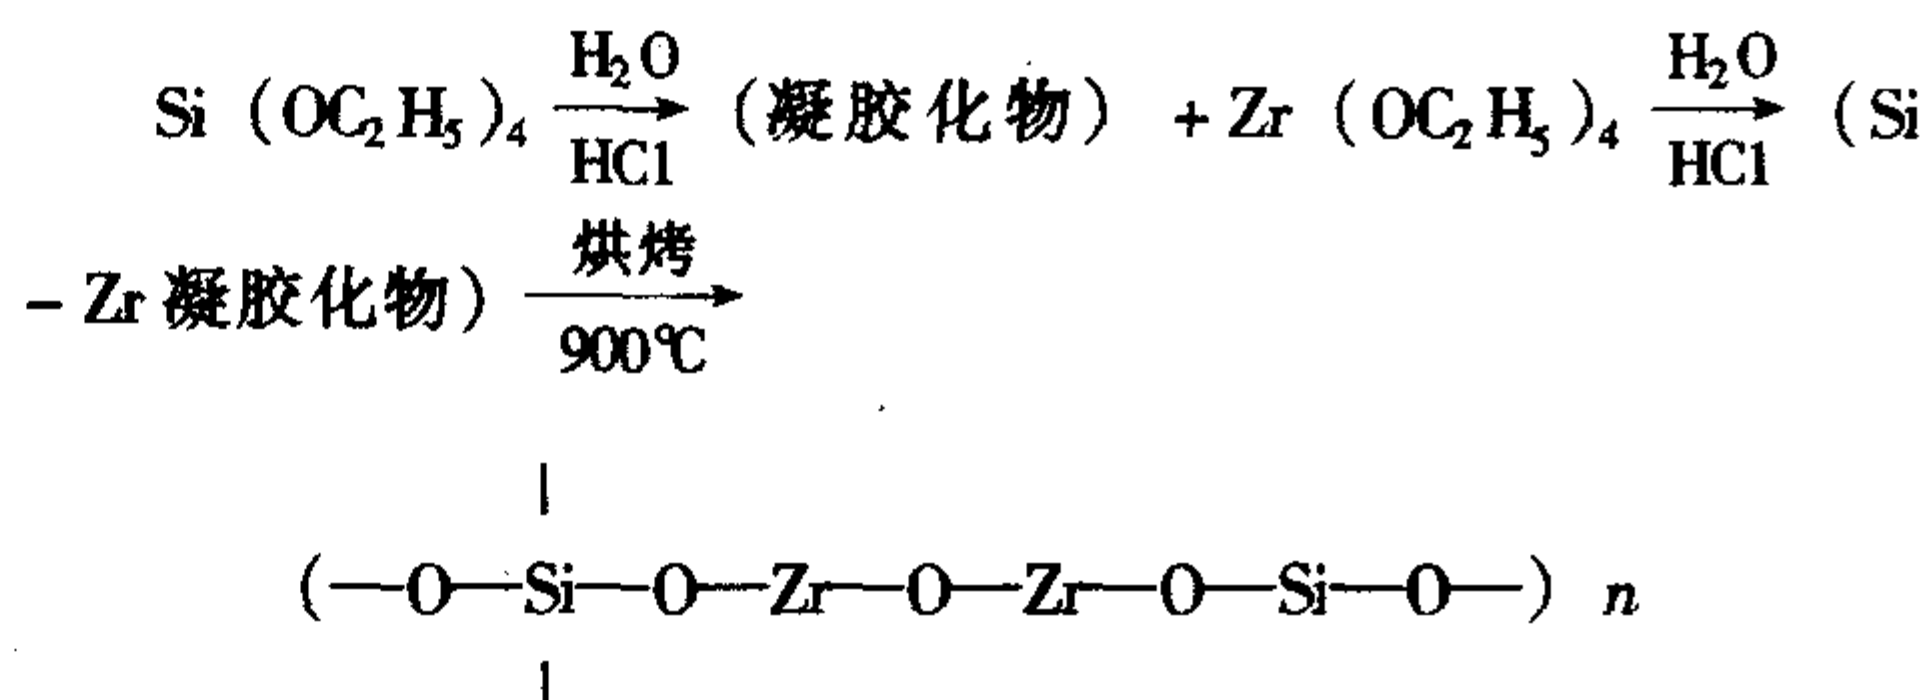 Si（OC₂H₅）₄ —H₂O/HCl→（凝胶化物）+ Zr（OC₂H₅）₄ —H₂O/HCl→（Si
– Zr 凝胶化物）—烘烤/900℃→
|
（—O—Si—O—Zr—O—Zr—O—Si—O—）n
|